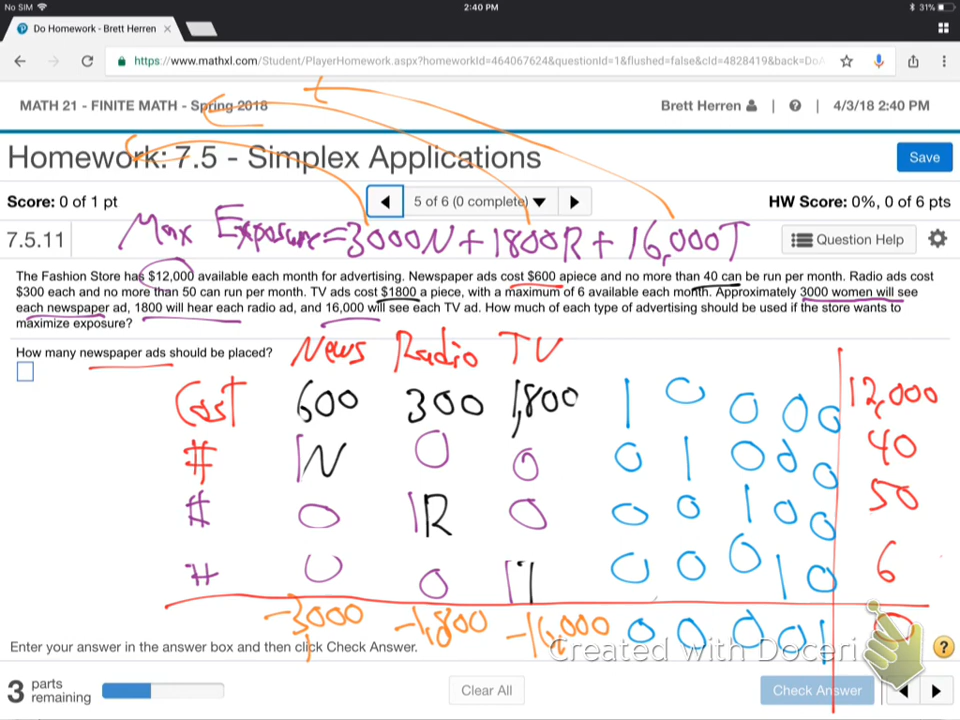 No SIM 2:40 PM 31%
Do Homework - Brett Herren ×
https://www.mathxl.com/Student/PlayerHomework.aspx?homeworkId=464067624&questionId=1&flushed=false&cId=4828419&back=Do
MATH 21 - FINITE MATH - Spring 2018 Brett Herren | ? | 4/3/18 2:40 PM
Homework: 7.5 - Simplex Applications Save
Score: 0 of 1 pt 5 of 6 (0 complete) HW Score: 0%, 0 of 6 pts
7.5.11 Max Exposure=3000N+1800R+16,000T Question Help
The Fashion Store has $12,000 available each month for advertising. Newspaper ads cost $600 apiece and no more than 40 can be run per month. Radio ads cost
$300 each and no more than 50 can run per month. TV ads cost $1800 a piece, with a maximum of 6 available each month. Approximately 3000 women will see
each newspaper ad, 1800 will hear each radio ad, and 16,000 will see each TV ad. How much of each type of advertising should be used if the store wants to
maximize exposure?
How many newspaper ads should be placed?
News Radio TV
Cost 600 300 1,800 1 0 0 0 0 12,000
# 1N 0 0 0 1 0 0 0 40
# 0 1R 0 0 0 1 0 0 50
# 0 0 1T 0 0 0 1 0 6
-3000 -1,800 -16,000 0 0 0 0 1 0
Enter your answer in the answer box and then click Check Answer.
Created with Doceri
?
3 parts remaining Clear All Check Answer